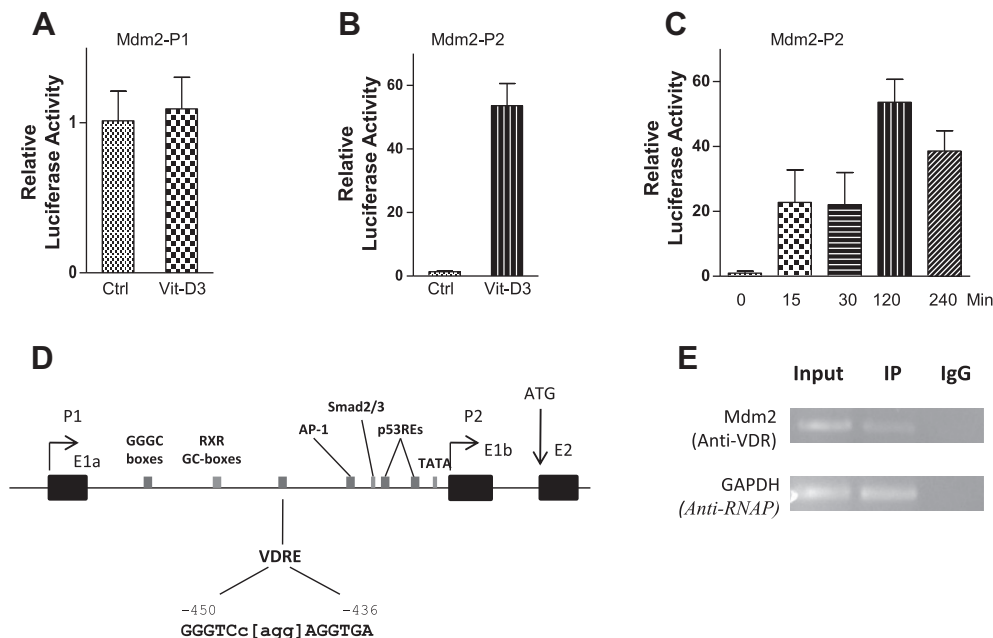 A
Mdm2-P1
Relative
Luciferase Activity
1
0
Ctrl Vit-D3
B
Mdm2-P2
Relative
Luciferase Activity
60
40
20
0
Ctrl Vit-D3
C
Mdm2-P2
Relative
Luciferase Activity
60
40
20
0
0 15 30 120 240 Min
D
P1
E1a
GGGC
boxes
RXR
GC-boxes
AP-1
Smad2/3
p53REs
TATA
P2
E1b
ATG
E2
VDRE
-450 -436
GGGTCc[agg]AGGTGA
E
Input IP IgG
Mdm2
(Anti-VDR)
GAPDH
(Anti-RNAP)